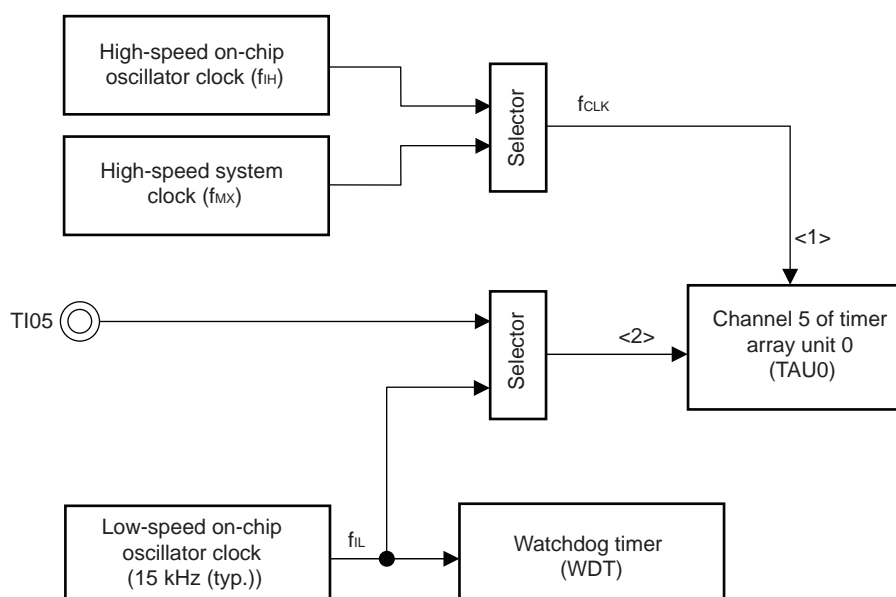 High-speed on-chip
oscillator clock (fIH)
High-speed system
clock (fMX)
Selector
fCLK
<1>
TI05
Selector
<2>
Channel 5 of timer
array unit 0
(TAU0)
Low-speed on-chip
oscillator clock
(15 kHz (typ.))
fIL
Watchdog timer
(WDT)